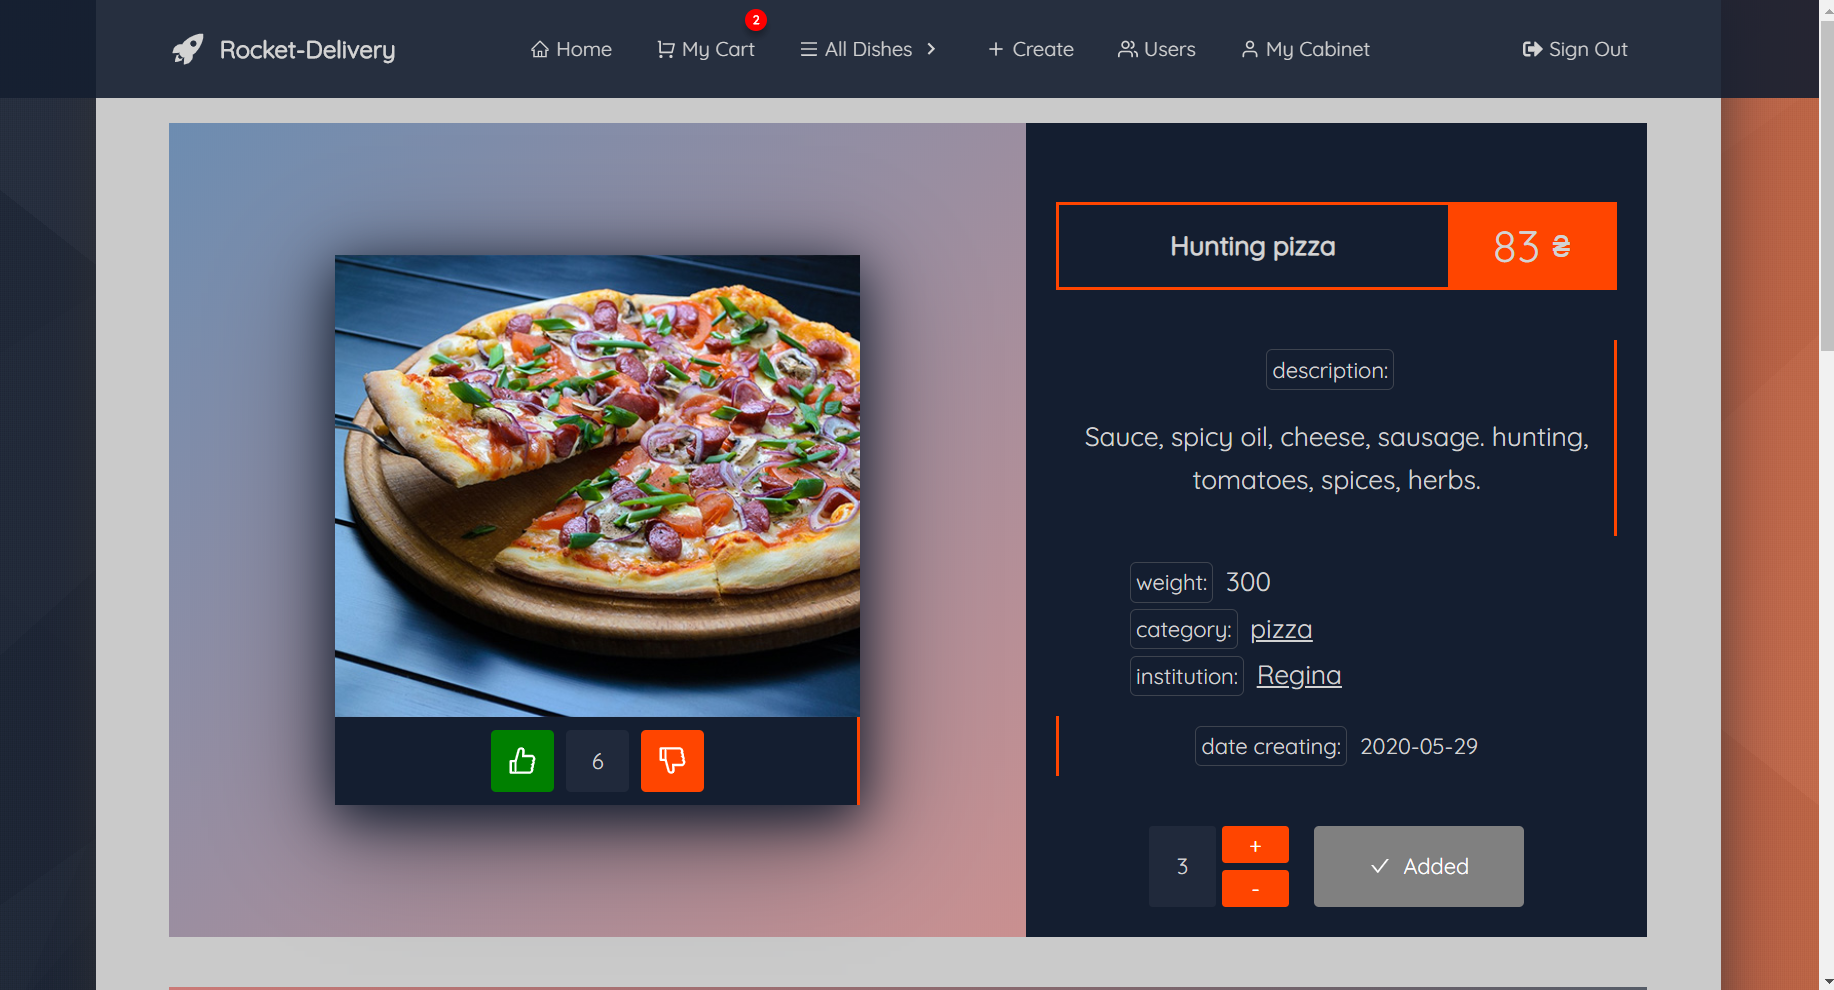 Rocket-Delivery
Home
My Cart
2
All Dishes
Create
Users
My Cabinet
Sign Out
Hunting pizza
83 ₴
description:
Sauce, spicy oil, cheese, sausage. hunting,
tomatoes, spices, herbs.
weight: 300
category: pizza
institution: Regina
date creating: 2020-05-29
6
3
+
-
Added